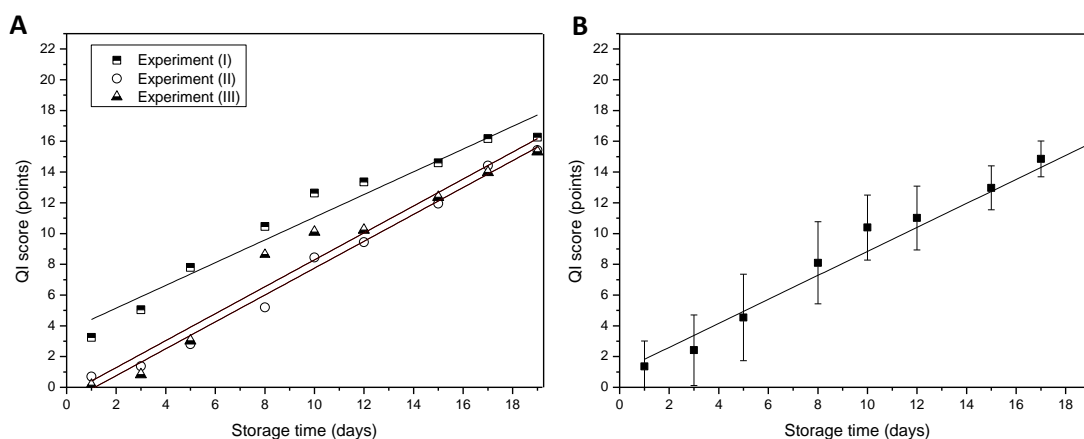 A
Experiment (I)
Experiment (II)
Experiment (III)
QI score (points)
22
20
18
16
14
12
10
8
6
4
2
0
0 2 4 6 8 10 12 14 16 18
Storage time (days)
B
QI score (points)
22
20
18
16
14
12
10
8
6
4
2
0
0 2 4 6 8 10 12 14 16 18
Storage time (days)